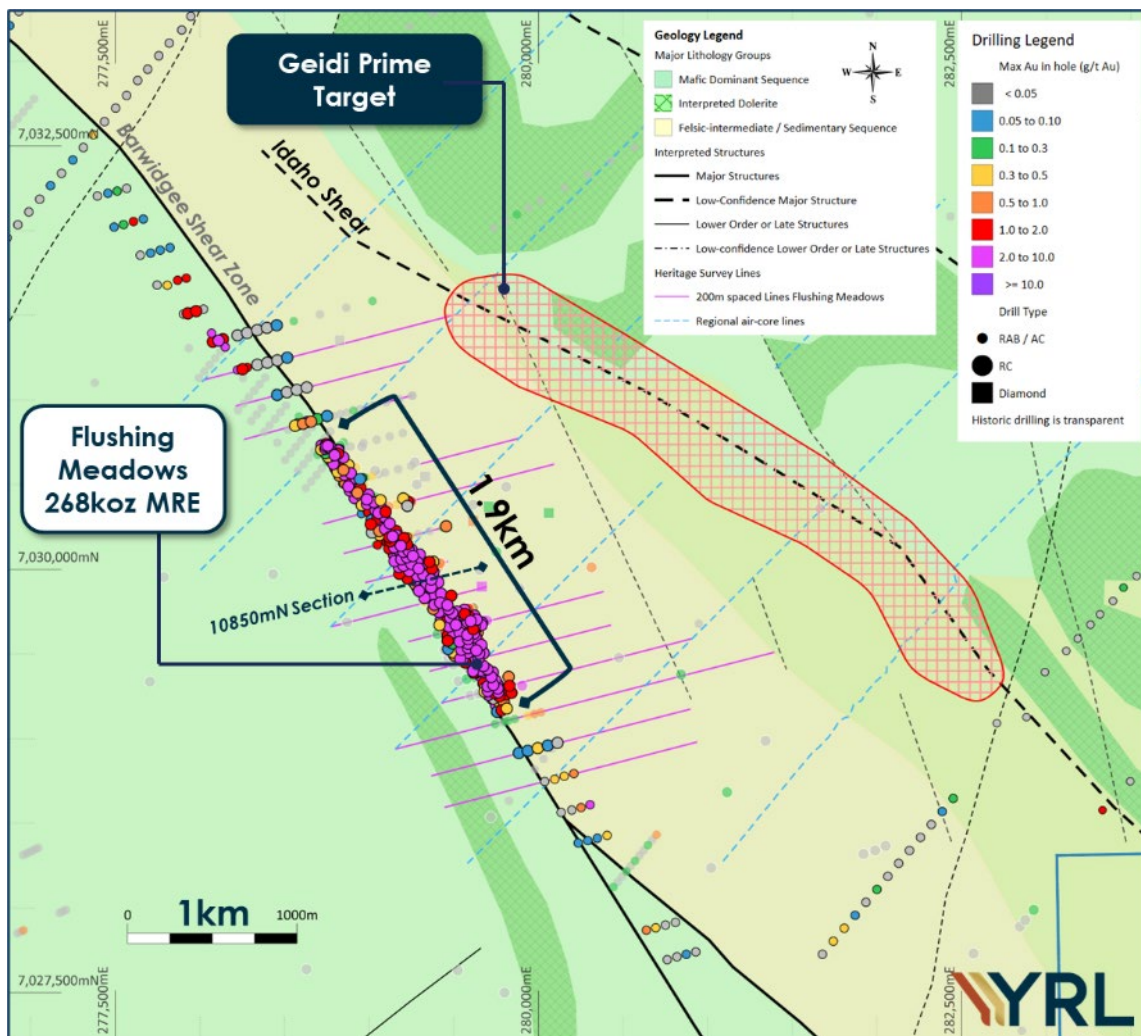 277,500mE
280,000mE
282,500mE
Geidi Prime
Target
Geology Legend
Major Lithology Groups
Mafic Dominant Sequence
Interpreted Dolerite
Felsic-intermediate / Sedimentary Sequence
Interpreted Structures
Major Structures
Low-Confidence Major Structure
Lower Order or Late Structures
Low-confidence Lower Order or Late Structures
Heritage Survey Lines
200m spaced Lines Flushing Meadows
Regional air-core lines
N
W
E
S
Drilling Legend
Max Au in hole (g/t Au)
< 0.05
0.05 to 0.10
0.1 to 0.3
0.3 to 0.5
0.5 to 1.0
1.0 to 2.0
2.0 to 10.0
>= 10.0
Drill Type
RAB / AC
RC
Diamond
Historic drilling is transparent
7,032,500mN
Barwidgee Shear Zone
Idaho Shear
Flushing
Meadows
268koz MRE
1.9km
7,030,000mN
10850mN Section
0
1km
1000m
7,027,500mN
277,500mE
280,000mE
282,500mE
YRL